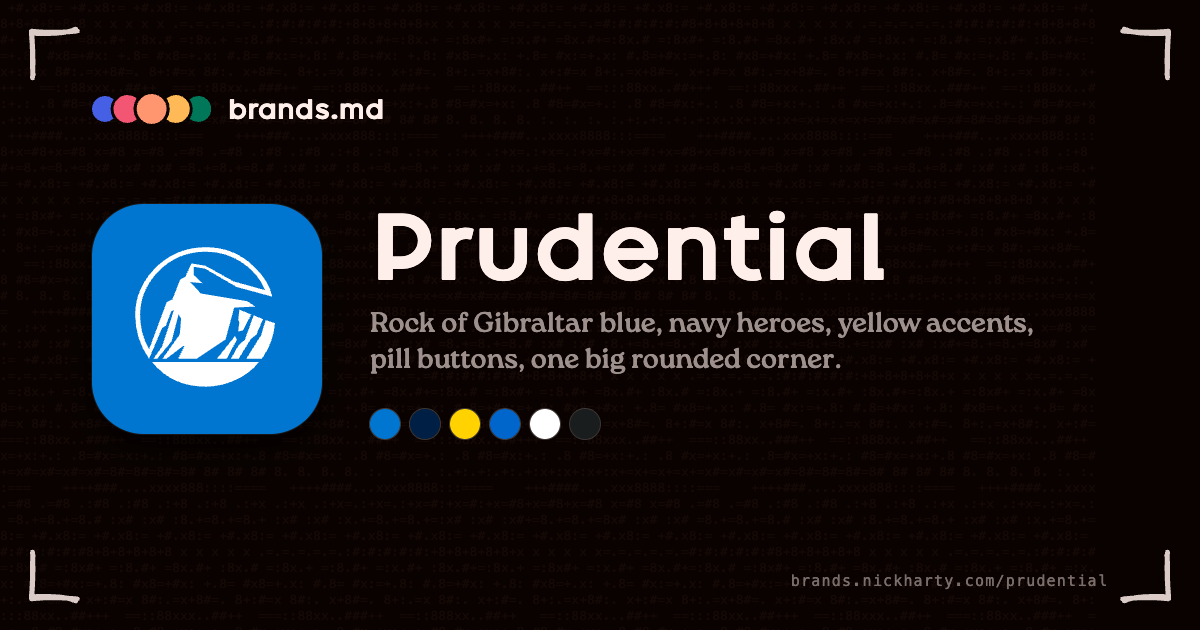 brands.md
Prudential
Rock of Gibraltar blue, navy heroes, yellow accents,
pill buttons, one big rounded corner.
brands.nickharty.com/prudential